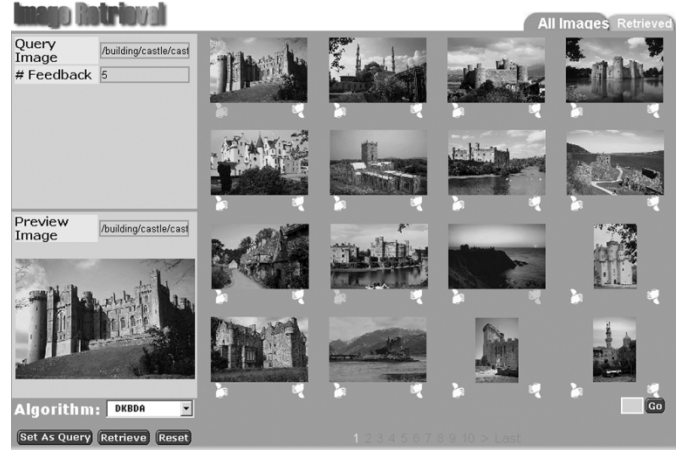 Image Retrieval
All Images Retrieved
Query Image /building/castle/cast
# Feedback 5
Preview Image /building/castle/cast
Algorithm: DKBDA
Go
Set As Query Retrieve Reset
1 2 3 4 5 6 7 8 9 10 > Last